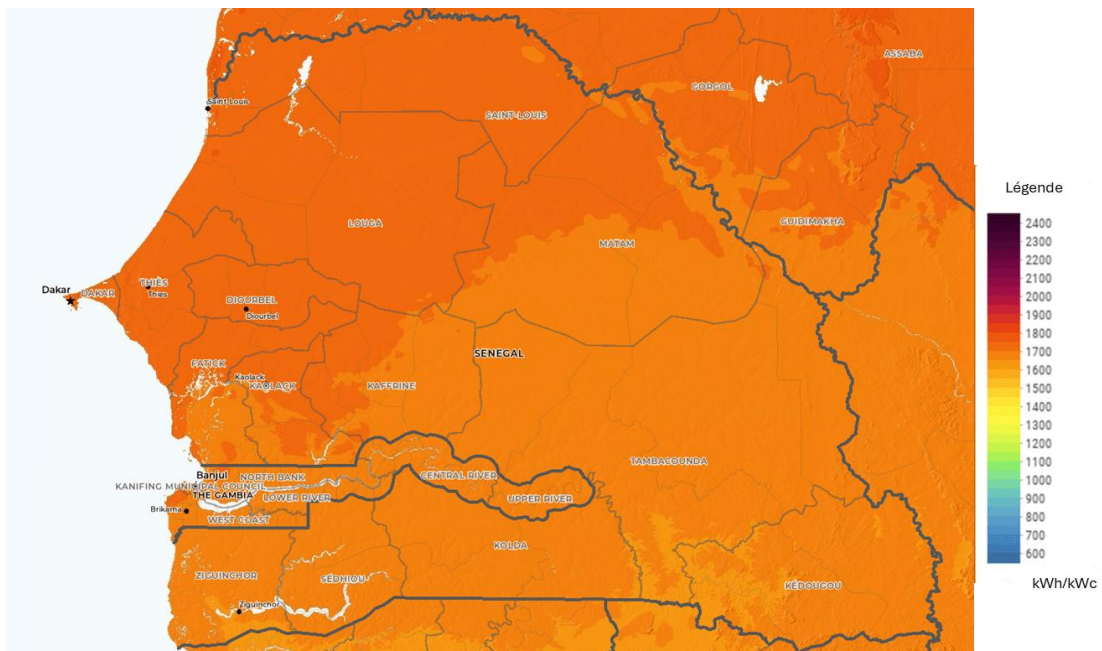 ASSABA
GORGOL
Saint-Louis
SAINT-LOUIS
Légende
LOUGA
GUIDIMAKHA
MATAM
2400
2300
2200
2100
2000
1900
1800
1700
1600
1500
1400
1300
1200
1100
1000
900
800
700
600
kWh/kWc
Dakar
DAKAR
THIÈS
Thies
DIOURBEL
Diourbel
SENEGAL
FATICK
Kaolack
KAOLACK
KAFFRINE
TAMBACOUNDA
Banjul
NORTH BANK
CENTRAL RIVER
KANIFING MUNICIPAL COUNCIL
THE GAMBIA
LOWER RIVER
UPPER RIVER
Brikama
WEST COAST
KOLDA
ZIGUINCHOR
SÉDHIOU
KÉDOUGOU
Ziguinchor